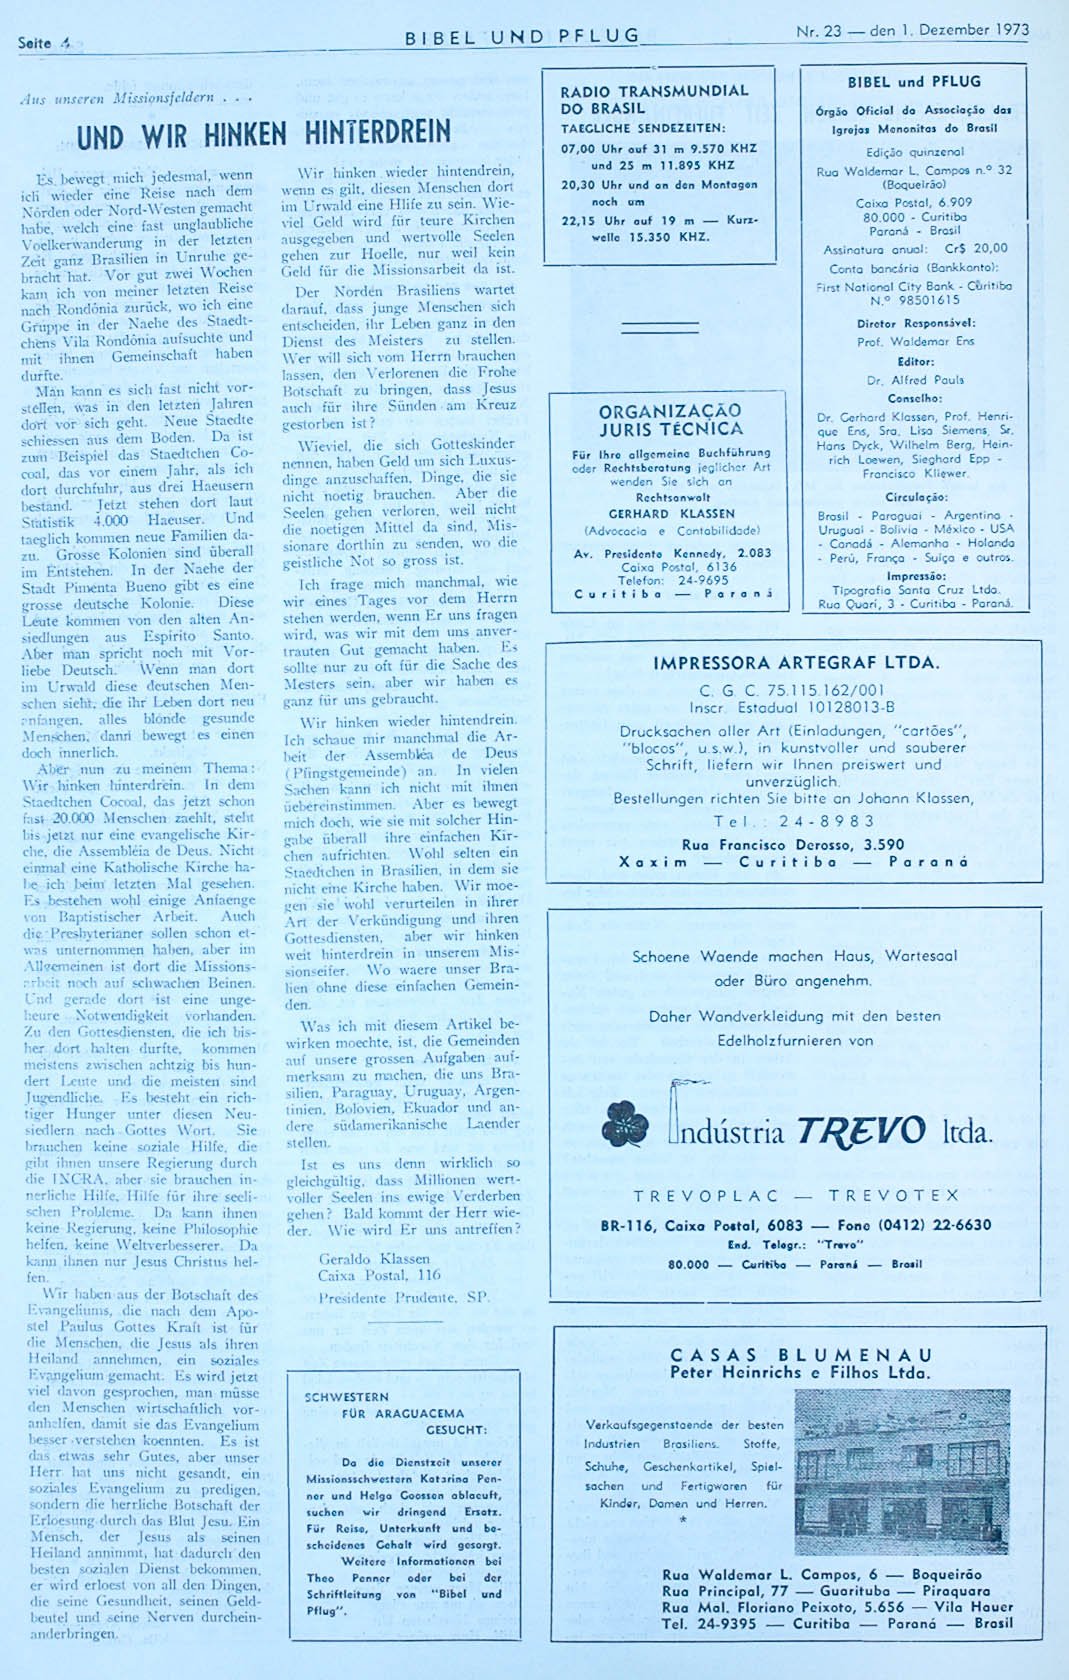 Seite
BIBEL UND PFLUG
Nr. 23 — den 1. Dezember 1973
Aus unseren Missionsfeldern . . .
UND WIR HINKEN HINTERDREIN
Es bewegt mich jedesmal, wenn
ich wieder eine Reise nach dem
Norden oder Nord-Westen gemacht
habe, welch eine fast unglaubliche
Voelkerwanderung in der letzten
Zeit ganz Brasilien in Unruhe ge-
bracht hat. Vor gut zwei Wochen
kam ich von meiner letzten Reise
nach Rondónia zurück, wo ich eine
Gruppe in der Naehe des Staedt-
chens Vila Rondônia aufsuchte und
mit ihnen Gemeinschaft haben
durfte.
Man kann es sich fast nicht vor-
stellen, was in den letzten Jahren
dort vor sich geht. Neue Staedte
schiessen aus dem Boden. Da ist
zum Beispiel das Staedtchen Co-
coal, das vor einem Jahr, als ich
dort durchfuhr, aus drei Haeusern
bestand. Jetzt stehen dort laut
Statistik 4.000 Haeuser. Und
taeglich kommen neue Familien da-
zu. Grosse Kolonien sind überall
im Entstehen. In der Naehe der
Stadt Pimenta Bueno gibt es eine
grosse deutsche Kolonie. Diese
Leute kommen von den alten An-
siedlungen aus Espirito Santo.
Aber man spricht noch mit Vor-
liebe Deutsch. Wenn man dort
im Urwald diese deutschen Men-
schen sieht, die ihr Leben dort neu
anfangen, alles blonde gesunde
Menschen, dann bewegt es einen
doch innerlich.
Aber nun zu meinem Thema:
Wir hinken hinterdrein. In dem
Staedtchen Cocoal, das jetzt schon
fast 20.000 Menschen zaehlt, steht
bis jetzt nur eine evangelische Kir-
che, die Assembléia de Deus. Nicht
einmal eine Katholische Kirche ha-
be ich beim letzten Mal gesehen.
Es bestehen wohl einige Anfaenge
von Baptistischer Arbeit. Auch
die Presbyterianer sollen schon et-
was unternommen haben, aber im
Allgemeinen ist dort die Missions-
arbeit noch auf schwachen Beinen.
Und gerade dort ist eine unge-
heure Notwendigkeit vorhanden.
Zu den Gottesdiensten, die ich bis-
her dort halten durfte, kommen
meistens zwischen achtzig bis hun-
dert Leute und die meisten sind
Jugendliche. Es besteht ein rich-
tiger Hunger unter diesen Neu-
siedlern nach Gottes Wort. Sie
brauchen keine soziale Hilfe, die
gibt ihnen unsere Regierung durch
die INCRA, aber sie brauchen in-
nerliche Hilfe, Hilfe für ihre seeli-
schen Probleme. Da kann ihnen
keine Regierung, keine Philosophie
helfen, keine Weltverbesserer. Da
kann ihnen nur Jesus Christus hel-
fen.
Wir haben aus der Botschaft des
Evangeliums, die nach dem Apo-
stel Paulus Gottes Kraft ist für
die Menschen, die Jesus als ihren
Heiland annehmen, ein soziales
Evangelium gemacht. Es wird jetzt
viel davon gesprochen, man müsse
den Menschen wirtschaftlich vor-
anhelfen, damit sie das Evangelium
besser verstehen koennten. Es ist
das etwas sehr Gutes, aber unser
Herr hat uns nicht gesandt, ein
soziales Evangelium zu predigen,
sondern die herrliche Botschaft der
Erloesung durch das Blut Jesu. Ein
Mensch, der Jesus als seinen
Heiland annimmt, hat dadurch den
besten sozialen Dienst bekommen,
er wird erloest von all den Dingen,
die seine Gesundheit, seinen Geld-
beutel und seine Nerven durchein-
anderbringen.
Wir hinken wieder hintendrein,
wenn es gilt, diesen Menschen dort
im Urwald eine Hlife zu sein. Wie-
viel Geld wird für teure Kirchen
ausgegeben und wertvolle Seelen
gehen zur Hoelle, nur weil kein
Geld für die Missionsarbeit da ist.
Der Norden Brasiliens wartet
darauf, dass junge Menschen sich
entscheiden, ihr Leben ganz in den
Dienst des Meisters zu stellen.
Wer will sich vom Herrn brauchen
lassen, den Verlorenen die Frohe
Botschaft zu bringen, dass Jesus
auch für ihre Sünden am Kreuz
gestorben ist?
Wieviel, die sich Gotteskinder
nennen, haben Geld um sich Luxus-
dinge anzuschaffen, Dinge, die sie
nicht noetig brauchen. Aber die
Seelen gehen verloren, weil nicht
die noetigen Mittel da sind, Mis-
sionare dorthin zu senden, wo die
geistliche Not so gross ist.
Ich frage mich manchmal, wie
wir eines Tages vor dem Herrn
stehen werden, wenn Er uns fragen
wird, was wir mit dem uns anver-
trauten Gut gemacht haben. Es
sollte nur zu oft für die Sache des
Mesters sein, aber wir haben es
ganz für uns gebraucht.
Wir hinken wieder hintendrein.
Ich schaue mir manchmal die Ar-
beit der Assembléa de Deus
(Pfingstgemeinde) an. In vielen
Sachen kann ich nicht mit ihnen
üebereinstimmen. Aber es bewegt
mich doch, wie sie mit solcher Hin-
gabe überall ihre einfachen Kir-
chen aufrichten. Wohl selten ein
Staedtchen in Brasilien, in dem sie
nicht eine Kirche haben. Wir moe-
gen sie wohl verurteilen in ihrer
Art der Verkündigung und ihren
Gottesdiensten, aber wir hinken
weit hinterdrein in unserem Mis-
sionseifer. Wo waere unser Bra-
lien ohne diese einfachen Gemein-
den.
Was ich mit diesem Artikel be-
wirken moechte, ist, die Gemeinden
auf unsere grossen Aufgaben auf-
merksam zu machen, die uns Bra-
silien, Paraguay, Uruguay, Argen-
tinien, Bolovien, Ekuador und an-
dere südamerikanische Laender
stellen.
Ist es uns denn wirklich so
gleichgültig, dass Millionen wert-
voller Seelen ins ewige Verderben
gehen? Bald kommt der Herr wie-
der. Wie wird Er uns antreffen?
Geraldo Klassen
Caixa Postal, 116
Presidente Prudente, SP.
SCHWESTERN
FÜR ARAGUACEMA
GESUCHT:
Da die Dienstzeit unserer
Missionsschwestern Katarina Pen-
ner und Helga Goossen ablaeuft,
suchen wir dringend Ersatz.
Für Reise, Unterkunft und be-
scheidenes Gehalt wird gesorgt.
Weitere Informationen bei
Theo Penner oder bei der
Schriftleitung von "Bibel und
Pflug".
RADIO TRANSMUNDIAL
DO BRASIL
TAEGLICHE SENDEZEITEN:
07,00 Uhr auf 31 m 9.570 KHZ
und 25 m 11.895 KHZ
20,30 Uhr und an den Montagen
noch um
22,15 Uhr auf 19 m — Kurz-
welle 15.350 KHZ.
ORGANIZAÇÃO
JURIS TÉCNICA
Für Ihre allgemeine Buchführung
oder Rechtsberatung jeglicher Art
wenden Sie sich an
Rechtsanwalt
GERHARD KLASSEN
(Advocacia e Contabilidade)
Av. Presidente Kennedy, 2.083
Caixa Postal, 6136
Telefon: 24-9695
Curitiba — Paraná
BIBEL und PFLUG
Órgão Oficial da Associação das
Igrejas Menonitas do Brasil
Edição quinzenal
Rua Waldemar L. Campos n.º 32
(Boqueirão)
Caixa Postal, 6.909
80.000 - Curitiba
Paraná - Brasil
Assinatura anual: Cr$ 20,00
Conta bancária (Bankkonto):
First National City Bank - Curitiba
N.º 98501615
Diretor Responsável:
Prof. Waldemar Ens
Editor:
Dr. Alfred Pauls
Conselho:
Dr. Gerhard Klassen, Prof. Henri-
que Ens, Sra. Lisa Siemens, Sr.
Hans Dyck, Wilhelm Berg, Hein-
rich Loewen, Sieghard Epp -
Francisco Kliewer.
Circulação:
Brasil - Paraguai - Argentina -
Uruguai - Bolivia - México - USA
- Canadá - Alemanha - Holanda
- Perú, França - Suíça e outros.
Impressão:
Tipografia Santa Cruz Ltda.
Rua Quari, 3 - Curitiba - Paraná.
IMPRESSORA ARTEGRAF LTDA.
C. G. C. 75.115.162/001
Inscr. Estadual 10128013-B
Drucksachen aller Art (Einladungen, "cartões",
"blocos", u.s.w.), in kunstvoller und sauberer
Schrift, liefern wir Ihnen preiswert und
unverzüglich.
Bestellungen richten Sie bitte an Johann Klassen,
Tel.: 24-8983
Rua Francisco Derosso, 3.590
Xaxim — Curitiba — Paraná
Schoene Waende machen Haus, Wartesaal
oder Büro angenehm.
Daher Wandverkleidung mit den besten
Edelholzfurnieren von
Indústria TREVO ltda.
TREVOPLAC — TREVOTEX
BR-116, Caixa Postal, 6083 — Fone (0412) 22-6630
End. Telegr.: "Trevo"
80.000 — Curitiba — Paraná — Brasil
CASAS BLUMENAU
Peter Heinrichs e Filhos Ltda.
Verkaufsgegenstaende der besten
Industrien Brasiliens. Stoffe,
Schuhe, Geschenkartikel, Spiel-
sachen und Fertigwaren für
Kinder, Damen und Herren.
*
Rua Waldemar L. Campos, 6 — Boqueirão
Rua Principal, 77 — Guarituba — Piraquara
Rua Mal. Floriano Peixoto, 5.656 — Vila Hauer
Tel. 24-9395 — Curitiba — Paraná — Brasil